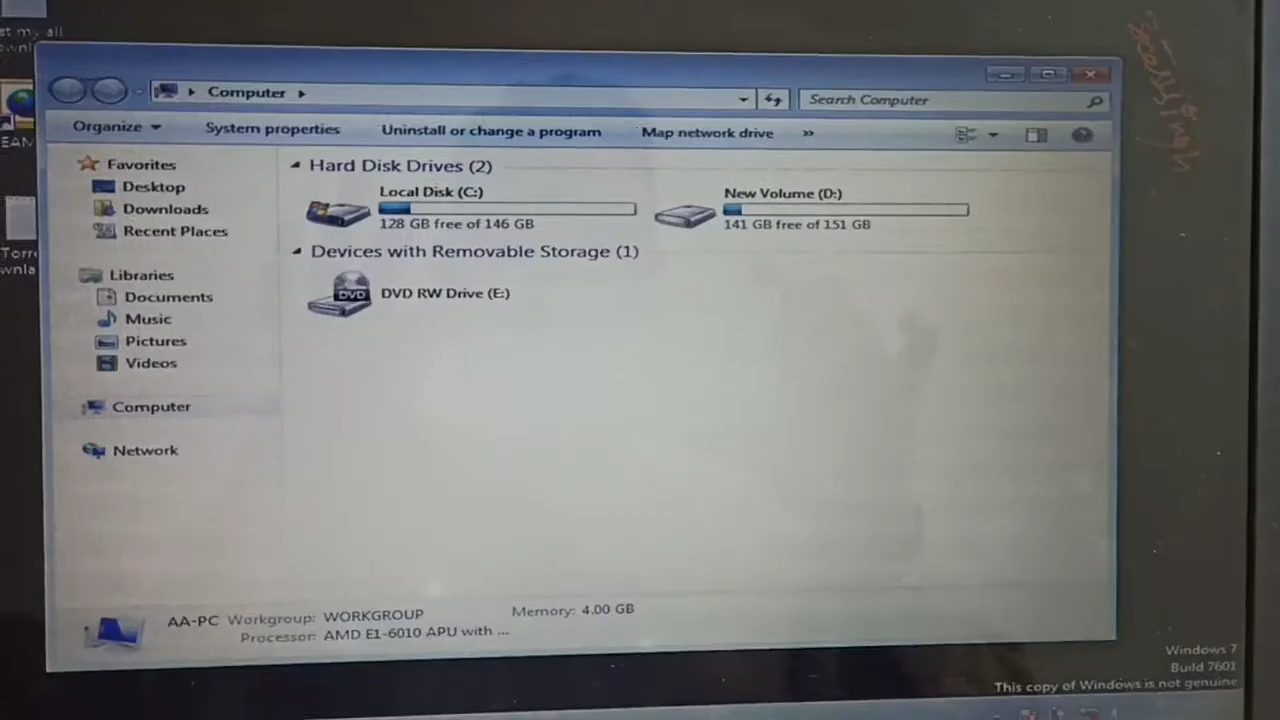 Computer
Search Computer
Organize
System properties
Uninstall or change a program
Map network drive
»
Favorites
Desktop
Downloads
Recent Places
Libraries
Documents
Music
Pictures
Videos
Computer
Network
Hard Disk Drives (2)
Local Disk (C:)
128 GB free of 146 GB
New Volume (D:)
141 GB free of 151 GB
Devices with Removable Storage (1)
DVD
DVD RW Drive (E:)
AA-PC Workgroup: WORKGROUP Memory: 4.00 GB
Processor: AMD E1-6010 APU with ...
Windows 7
Build 7601
This copy of Windows is not genuine